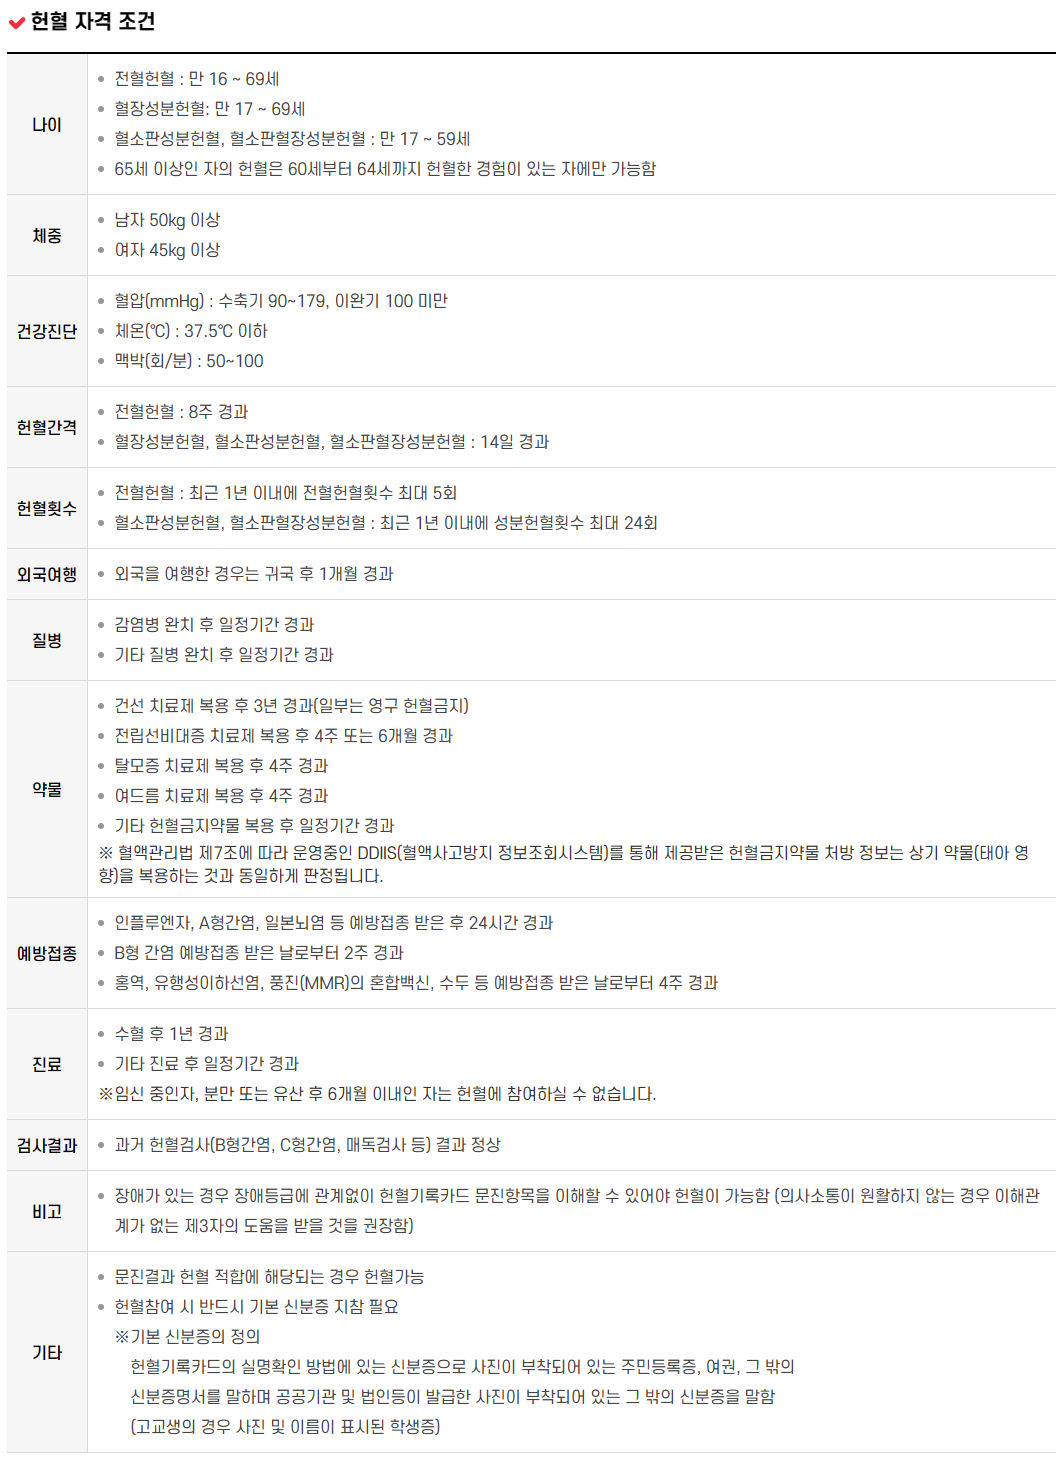 헌혈 자격 조건
나이
전혈헌혈 : 만 16 ~ 69세
혈장성분헌혈: 만 17 ~ 69세
혈소판성분헌혈, 혈소판혈장성분헌혈 : 만 17 ~ 59세
65세 이상인 자의 헌혈은 60세부터 64세까지 헌혈한 경험이 있는 자에만 가능함
체중
남자 50kg 이상
여자 45kg 이상
건강진단
혈압(mmHg) : 수축기 90~179, 이완기 100 미만
체온(℃) : 37.5℃ 이하
맥박(회/분) : 50~100
헌혈간격
전혈헌혈 : 8주 경과
혈장성분헌혈, 혈소판성분헌혈, 혈소판혈장성분헌혈 : 14일 경과
헌혈횟수
전혈헌혈 : 최근 1년 이내에 전혈헌혈횟수 최대 5회
혈소판성분헌혈, 혈소판혈장성분헌혈 : 최근 1년 이내에 성분헌혈횟수 최대 24회
외국여행
외국을 여행한 경우는 귀국 후 1개월 경과
질병
감염병 완치 후 일정기간 경과
기타 질병 완치 후 일정기간 경과
약물
건선 치료제 복용 후 3년 경과(일부는 영구 헌혈금지)
전립선비대증 치료제 복용 후 4주 또는 6개월 경과
탈모증 치료제 복용 후 4주 경과
여드름 치료제 복용 후 4주 경과
기타 헌혈금지약물 복용 후 일정기간 경과
※ 혈액관리법 제7조에 따라 운영중인 DDIIS(혈액사고방지 정보조회시스템)를 통해 제공받은 헌혈금지약물 처방 정보는 상기 약물(태아 영
향)을 복용하는 것과 동일하게 판정됩니다.
예방접종
인플루엔자, A형간염, 일본뇌염 등 예방접종 받은 후 24시간 경과
B형 간염 예방접종 받은 날로부터 2주 경과
홍역, 유행성이하선염, 풍진(MMR)의 혼합백신, 수두 등 예방접종 받은 날로부터 4주 경과
진료
수혈 후 1년 경과
기타 진료 후 일정기간 경과
※임신 중인자, 분만 또는 유산 후 6개월 이내인 자는 헌혈에 참여하실 수 없습니다.
검사결과
과거 헌혈검사(B형간염, C형간염, 매독검사 등) 결과 정상
비고
장애가 있는 경우 장애등급에 관계없이 헌혈기록카드 문진항목을 이해할 수 있어야 헌혈이 가능함 (의사소통이 원활하지 않는 경우 이해관
계가 없는 제3자의 도움을 받을 것을 권장함)
기타
문진결과 헌혈 적합에 해당되는 경우 헌혈가능
헌혈참여 시 반드시 기본 신분증 지참 필요
※기본 신분증의 정의
헌혈기록카드의 실명확인 방법에 있는 신분증으로 사진이 부착되어 있는 주민등록증, 여권, 그 밖의
신분증명서를 말하며 공공기관 및 법인등이 발급한 사진이 부착되어 있는 그 밖의 신분증을 말함
(고교생의 경우 사진 및 이름이 표시된 학생증)